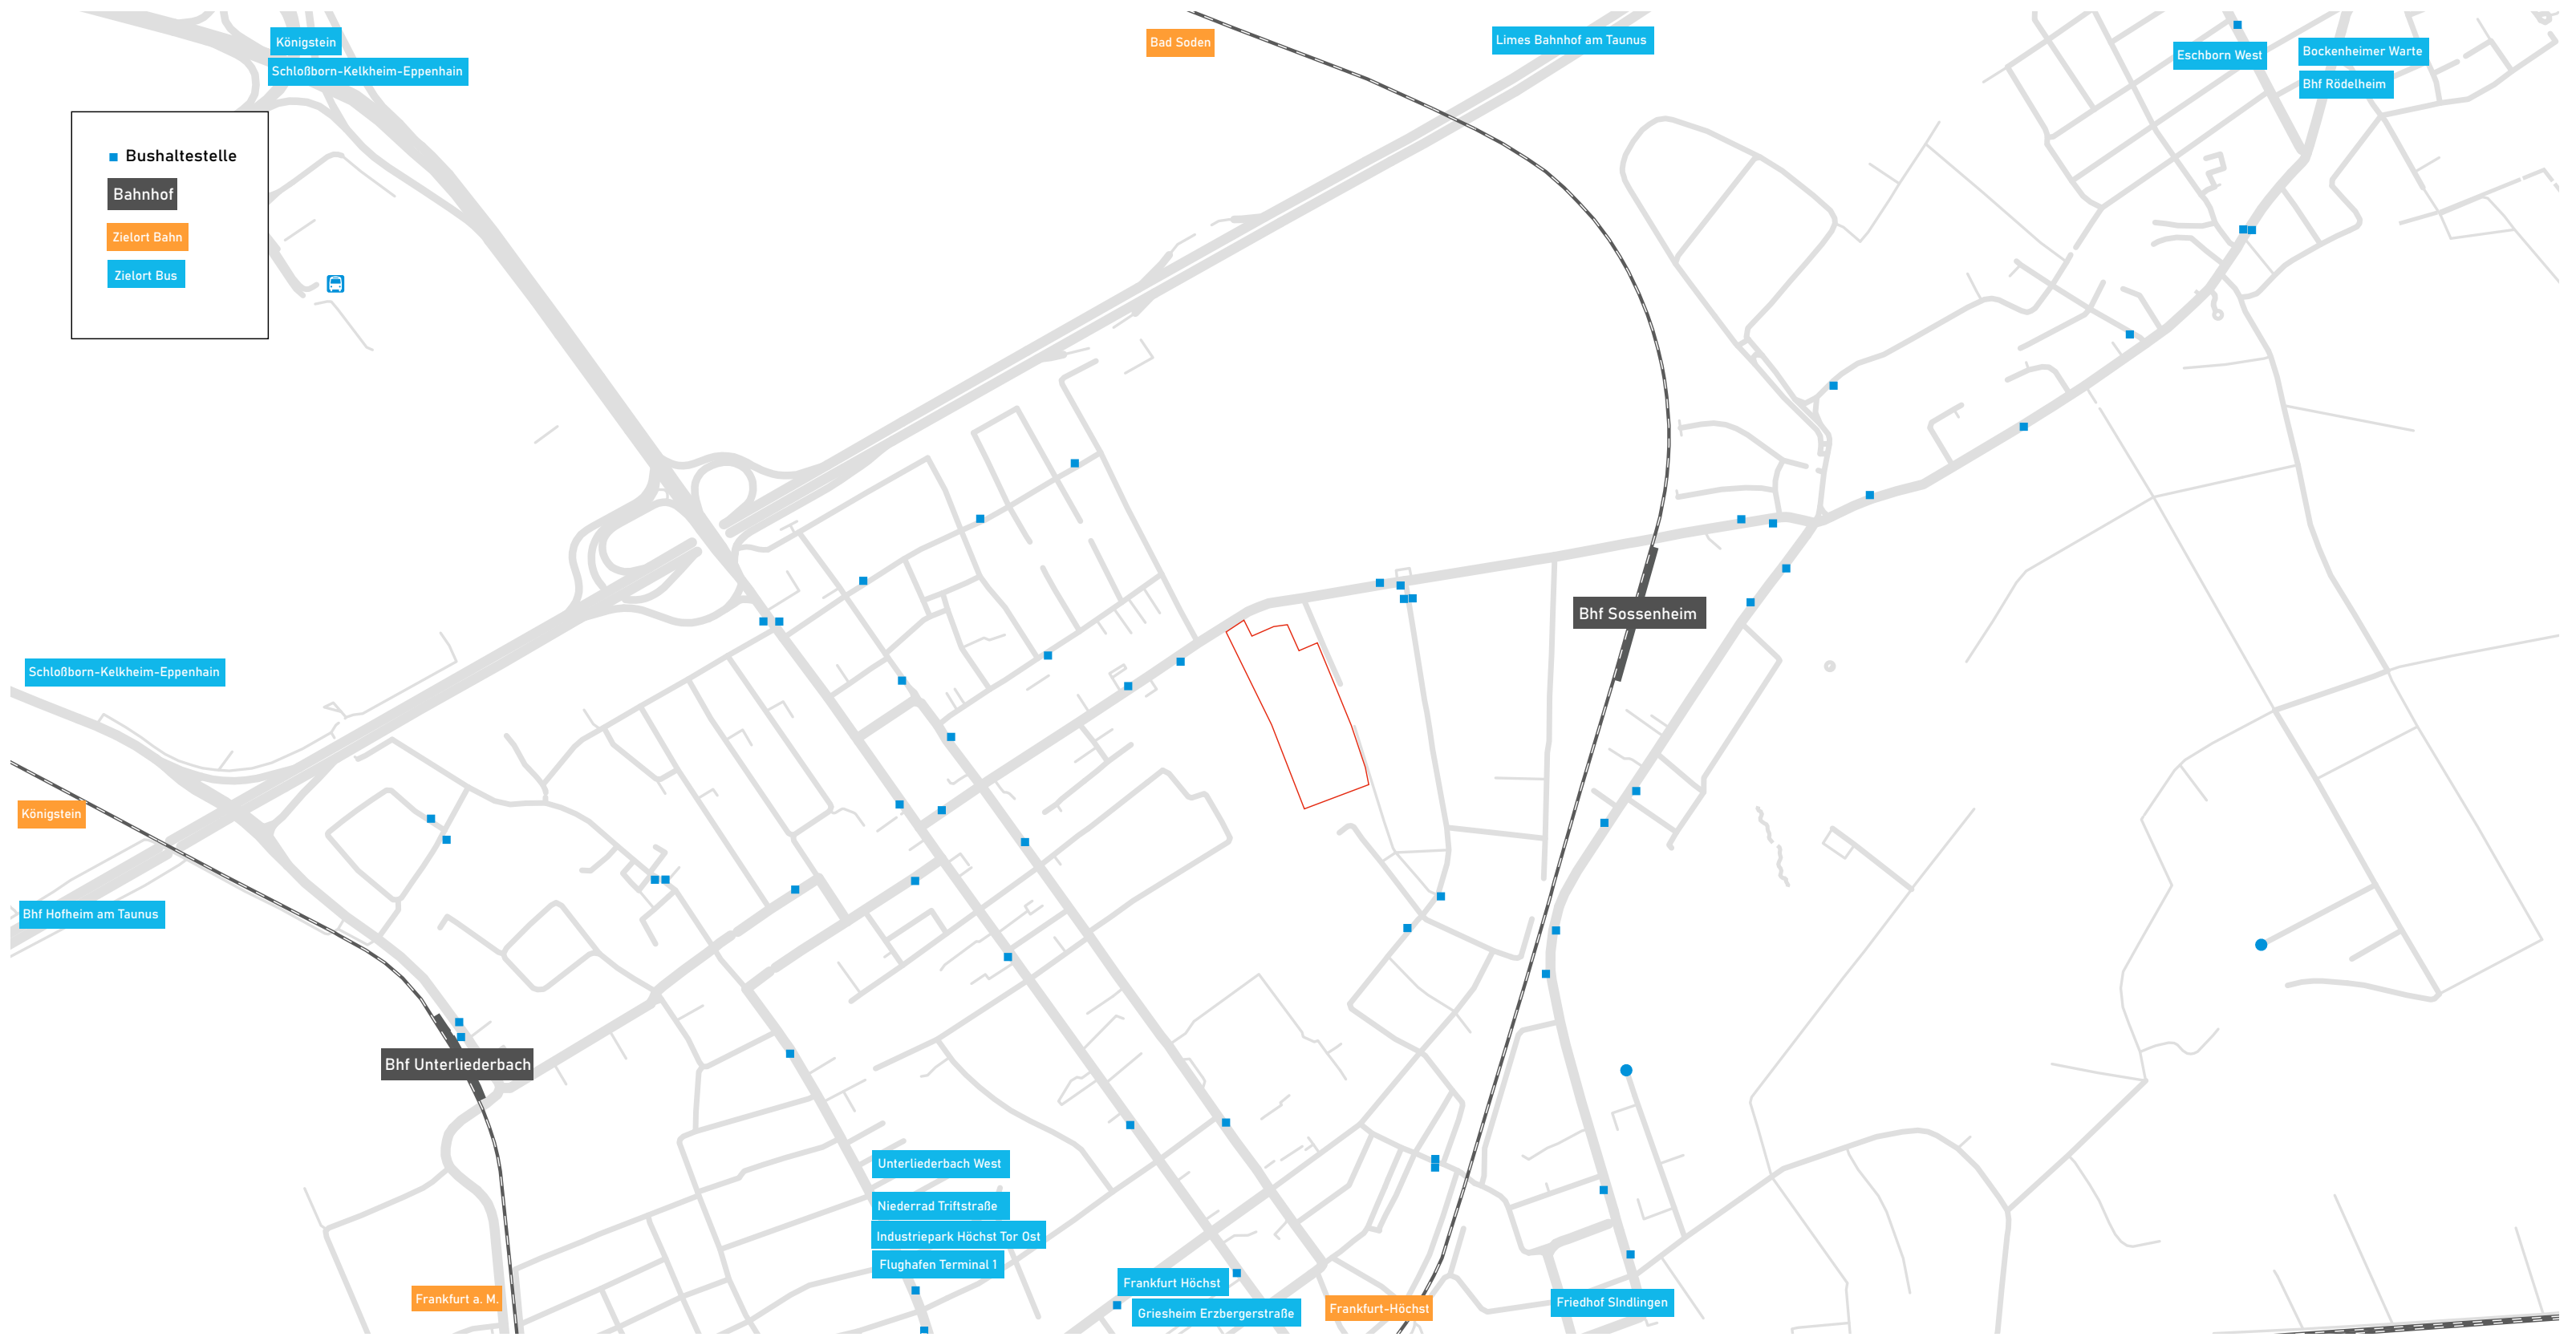 Königstein
Schloßborn-Kelkheim-Eppenhain
Bad Soden
Limes Bahnhof am Taunus
Eschborn West
Bockenheimer Warte
Bhf Rödelheim
Bushaltestelle
Bahnhof
Zielort Bahn
Zielort Bus
Bhf Sossenheim
Schloßborn-Kelkheim-Eppenhain
Königstein
Bhf Hofheim am Taunus
Bhf Unterliederbach
Unterliederbach West
Niederrad Triftstraße
Industriepark Höchst Tor Ost
Flughafen Terminal 1
Frankfurt a. M.
Frankfurt Höchst
Griesheim Erzbergerstraße
Frankfurt-Höchst
Friedhof SIndlingen